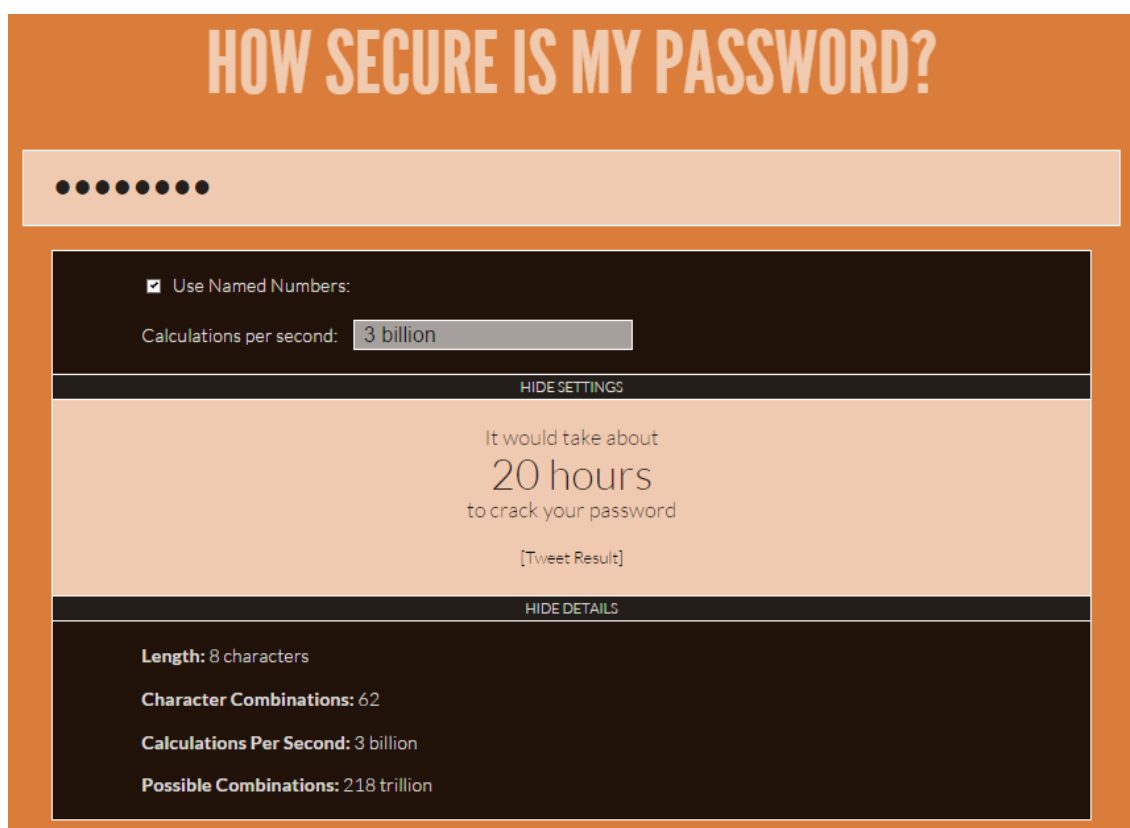 HOW SECURE IS MY PASSWORD?
Use Named Numbers:
Calculations per second: 3 billion
HIDE SETTINGS
It would take about
20 hours
to crack your password
[Tweet Result]
HIDE DETAILS
Length: 8 characters
Character Combinations: 62
Calculations Per Second: 3 billion
Possible Combinations: 218 trillion